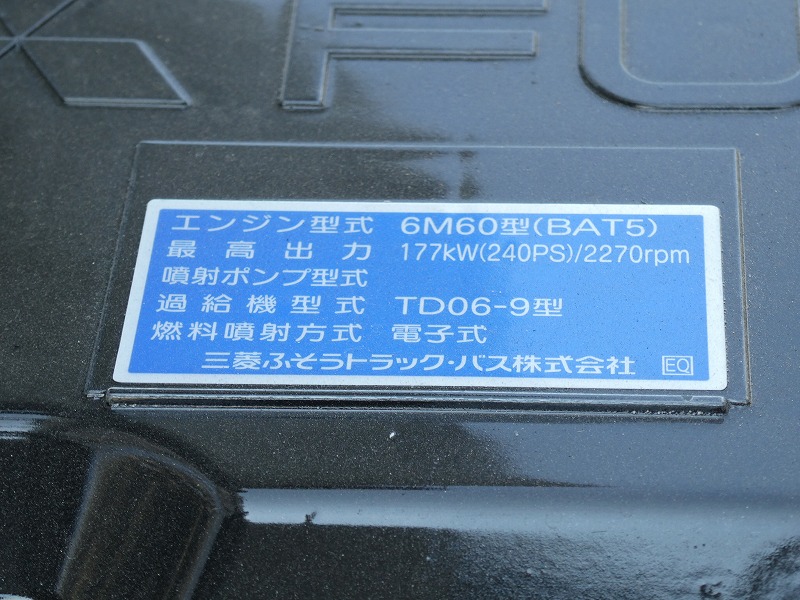 FU
エンジン型式 6M60型(BAT5)
最高出力 177kW(240PS)/2270rpm
噴射ポンプ型式
過給機型式 TD06-9型
燃料噴射方式 電子式
三菱ふそうトラック・バス株式会社 EQ